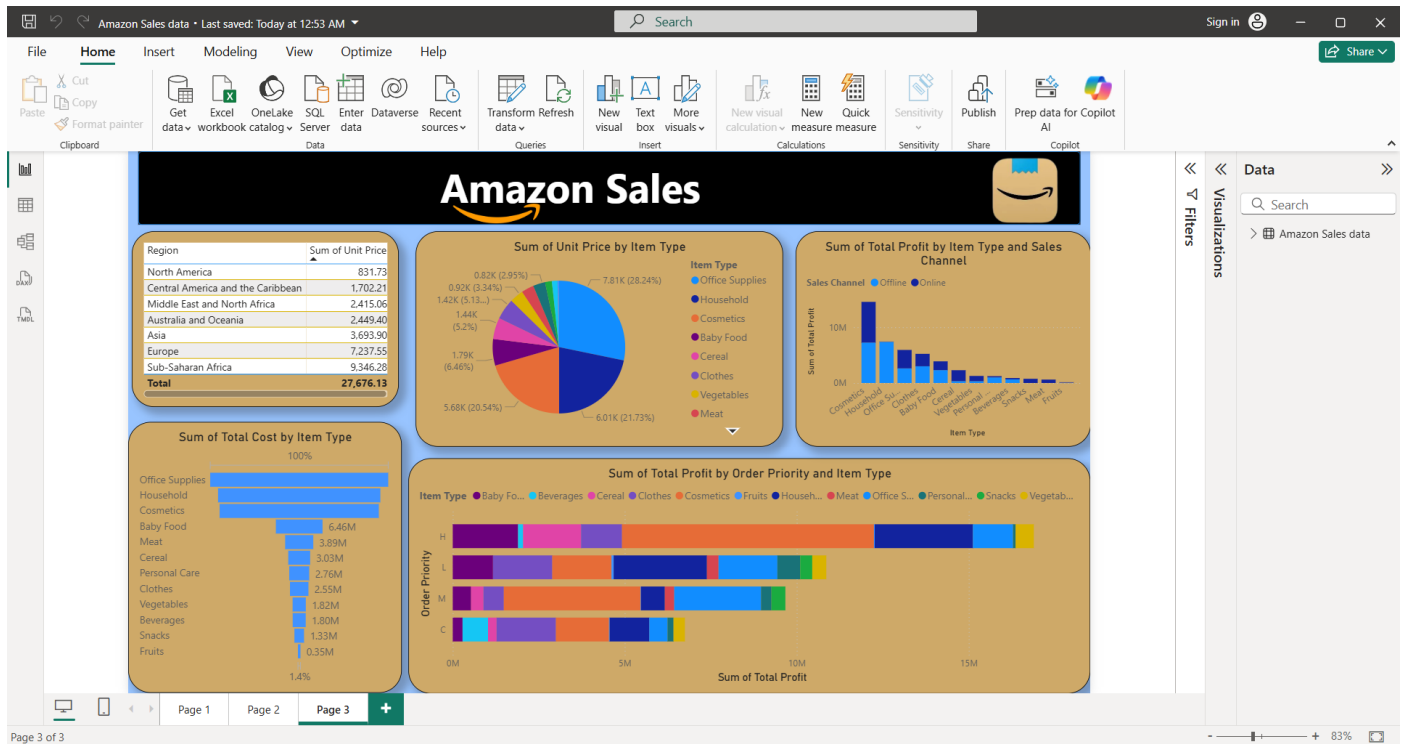 Amazon Sales data • Last saved: Today at 12:53 AM
Search
Sign in
File Home Insert Modeling View Optimize Help
Share
Paste
Cut
Copy
Format painter
Clipboard
Get data
Excel workbook
OneLake catalog
SQL Server
Enter data
Dataverse
Recent sources
Data
Transform data
Refresh
Queries
New visual
Text box
More visuals
Insert
New visual calculation
New measure
Quick measure
Calculations
Sensitivity
Sensitivity
Publish
Share
Prep data for AI
Copilot
Copilot
DAX
TMDL
Amazon Sales
Region Sum of Unit Price
North America 831.73
Central America and the Caribbean 1,702.21
Middle East and North Africa 2,415.06
Australia and Oceania 2,449.40
Asia 3,693.90
Europe 7,237.55
Sub-Saharan Africa 9,346.28
Total 27,676.13
Sum of Unit Price by Item Type
0.82K (2.95%)
0.92K (3.34%)
1.42K (5.13...)
1.44K
(5.2%)
1.79K
(6.46%)
5.68K (20.54%)
7.81K (28.24%)
6.01K (21.73%)
Item Type
Office Supplies
Household
Cosmetics
Baby Food
Cereal
Clothes
Vegetables
Meat
Sum of Total Profit by Item Type and Sales
Channel
Sales Channel Offline Online
Sum of Total Profit
10M
0M
Cosmetics
Household
Office Su...
Clothes
Baby Food
Cereal
Vegetables
Personal ...
Beverages
Snacks
Meat
Fruits
Item Type
Sum of Total Cost by Item Type
100%
Office Supplies
Household
Cosmetics
Baby Food 6.46M
Meat 3.89M
Cereal 3.03M
Personal Care 2.76M
Clothes 2.55M
Vegetables 1.82M
Beverages 1.80M
Snacks 1.33M
Fruits 0.35M
1.4%
Sum of Total Profit by Order Priority and Item Type
Item Type Baby Fo... Beverages Cereal Clothes Cosmetics Fruits Househ... Meat Office S... Personal... Snacks Vegetab...
Order Priority
H
L
M
C
0M 5M 10M 15M
Sum of Total Profit
Filters
Visualizations
Data
Search
Amazon Sales data
Page 1 Page 2 Page 3
Page 3 of 3
83%